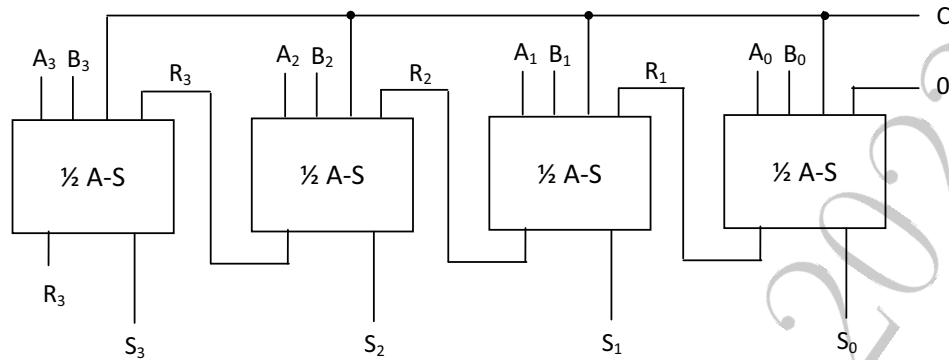 C
A₃ B₃ R₃ A₂ B₂ R₂ A₁ B₁ R₁ A₀ B₀ 0
½ A-S ½ A-S ½ A-S ½ A-S
R₃
S₃ S₂ S₁ S₀